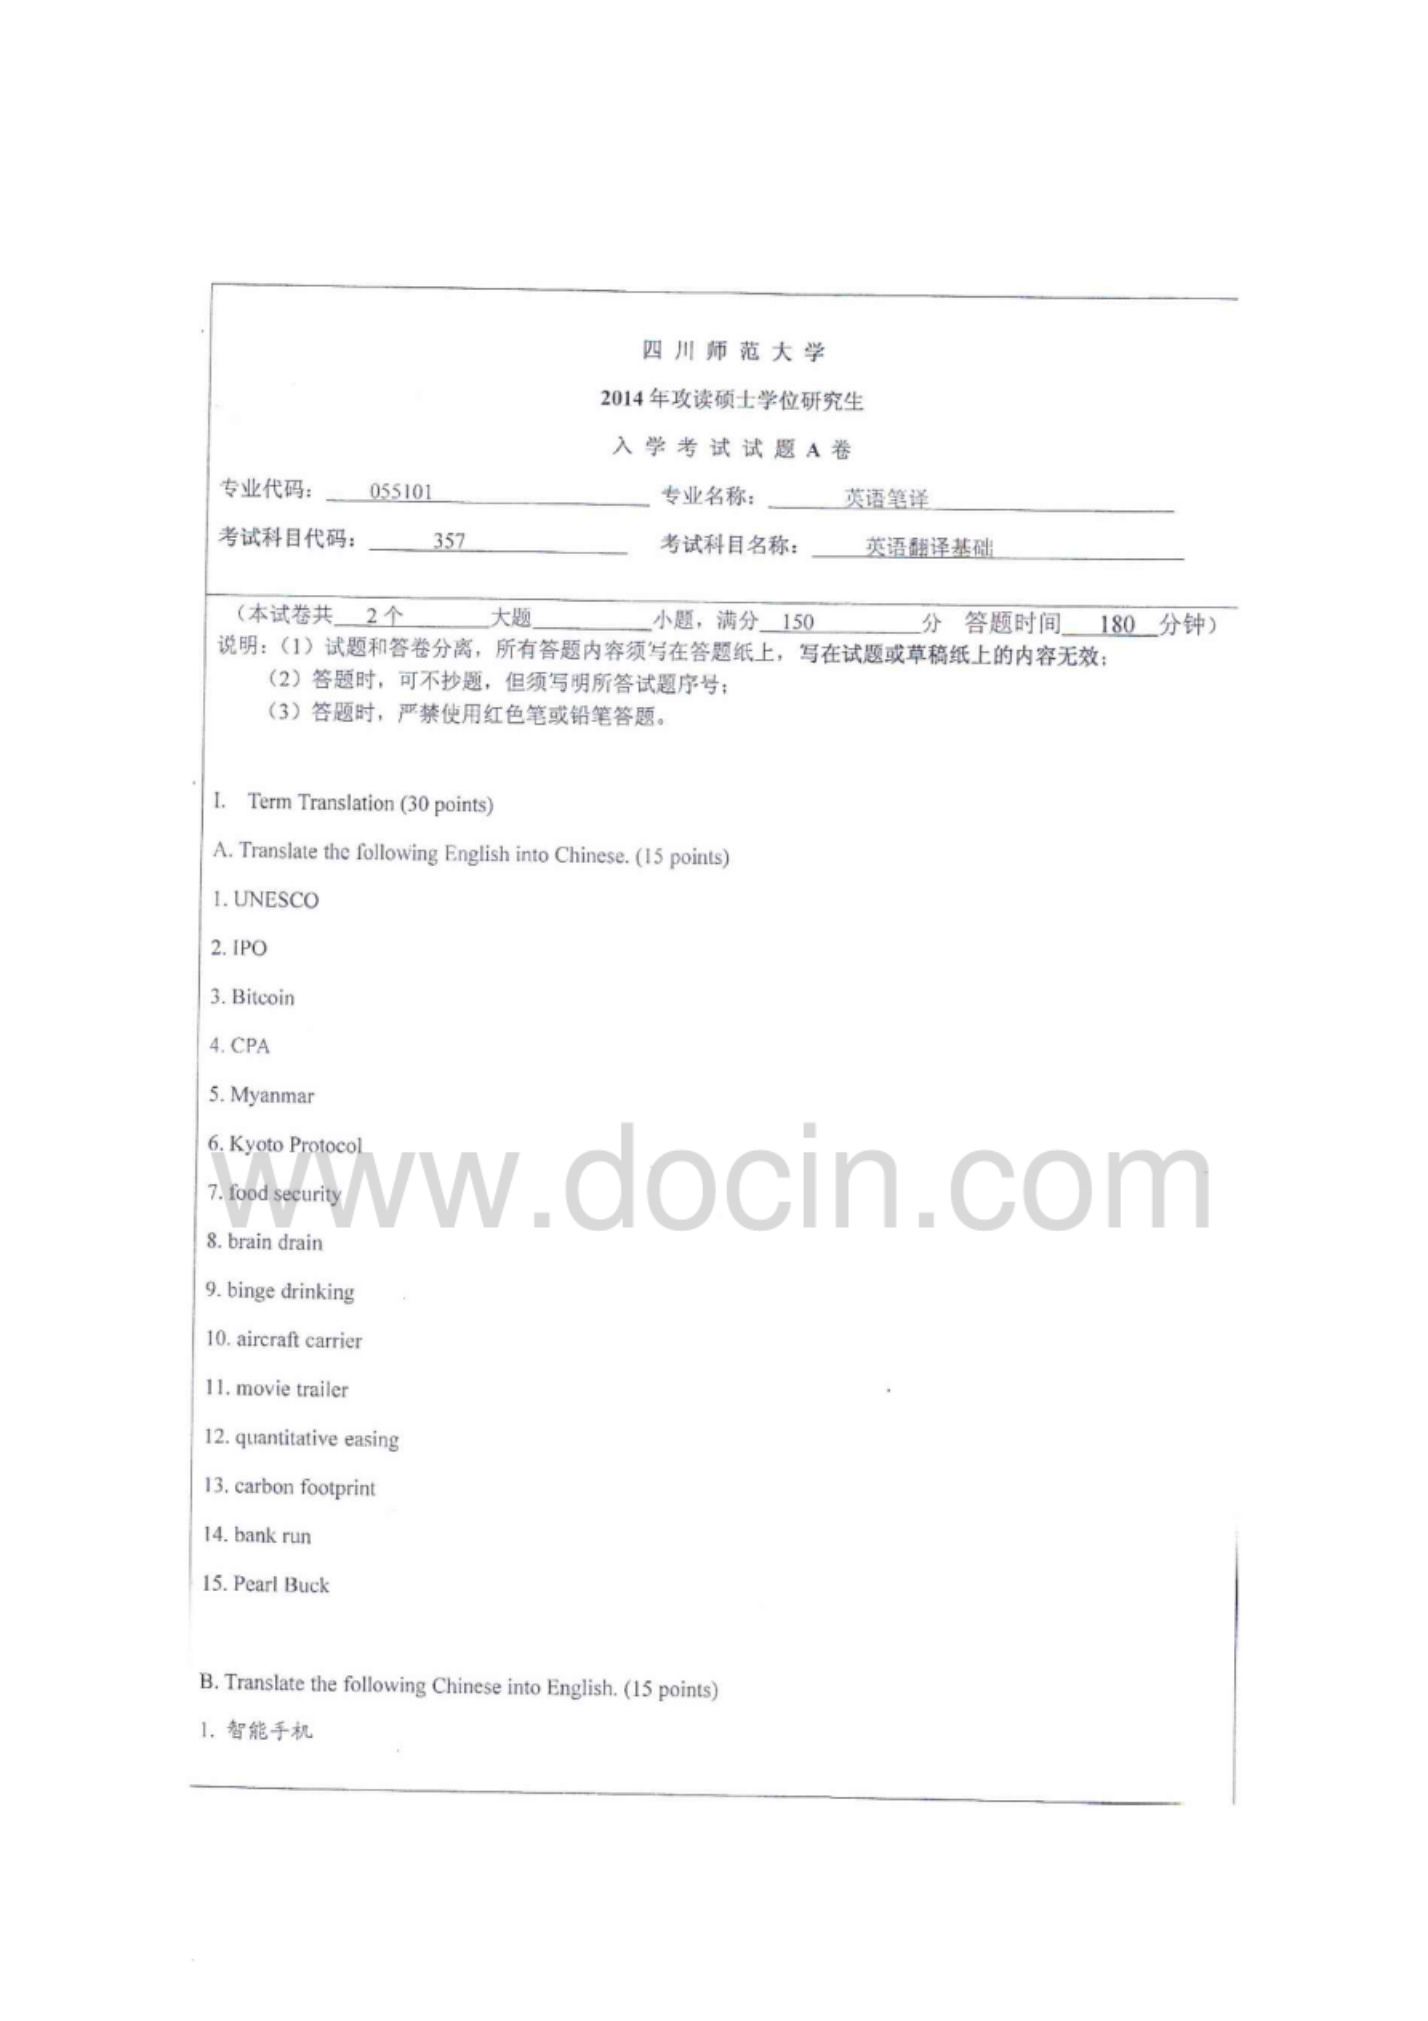 四川师范大学
2014年攻读硕士学位研究生
入学考试试题A卷
专业代码： 055101 专业名称： 英语笔译
考试科目代码： 357 考试科目名称： 英语翻译基础
（本试卷共 2个 大题 小题，满分 150 分 答题时间 180 分钟）
说明：（1）试题和答卷分离，所有答题内容须写在答题纸上，写在试题或草稿纸上的内容无效；
（2）答题时，可不抄题，但须写明所答试题序号；
（3）答题时，严禁使用红色笔或铅笔答题。
I. Term Translation (30 points)
A. Translate the following English into Chinese. (15 points)
1. UNESCO
2. IPO
3. Bitcoin
4. CPA
5. Myanmar
6. Kyoto Protocol
www.docin.com
7. food security
8. brain drain
9. binge drinking
10. aircraft carrier
11. movie trailer
12. quantitative easing
13. carbon footprint
14. bank run
15. Pearl Buck
B. Translate the following Chinese into English. (15 points)
1. 智能手机